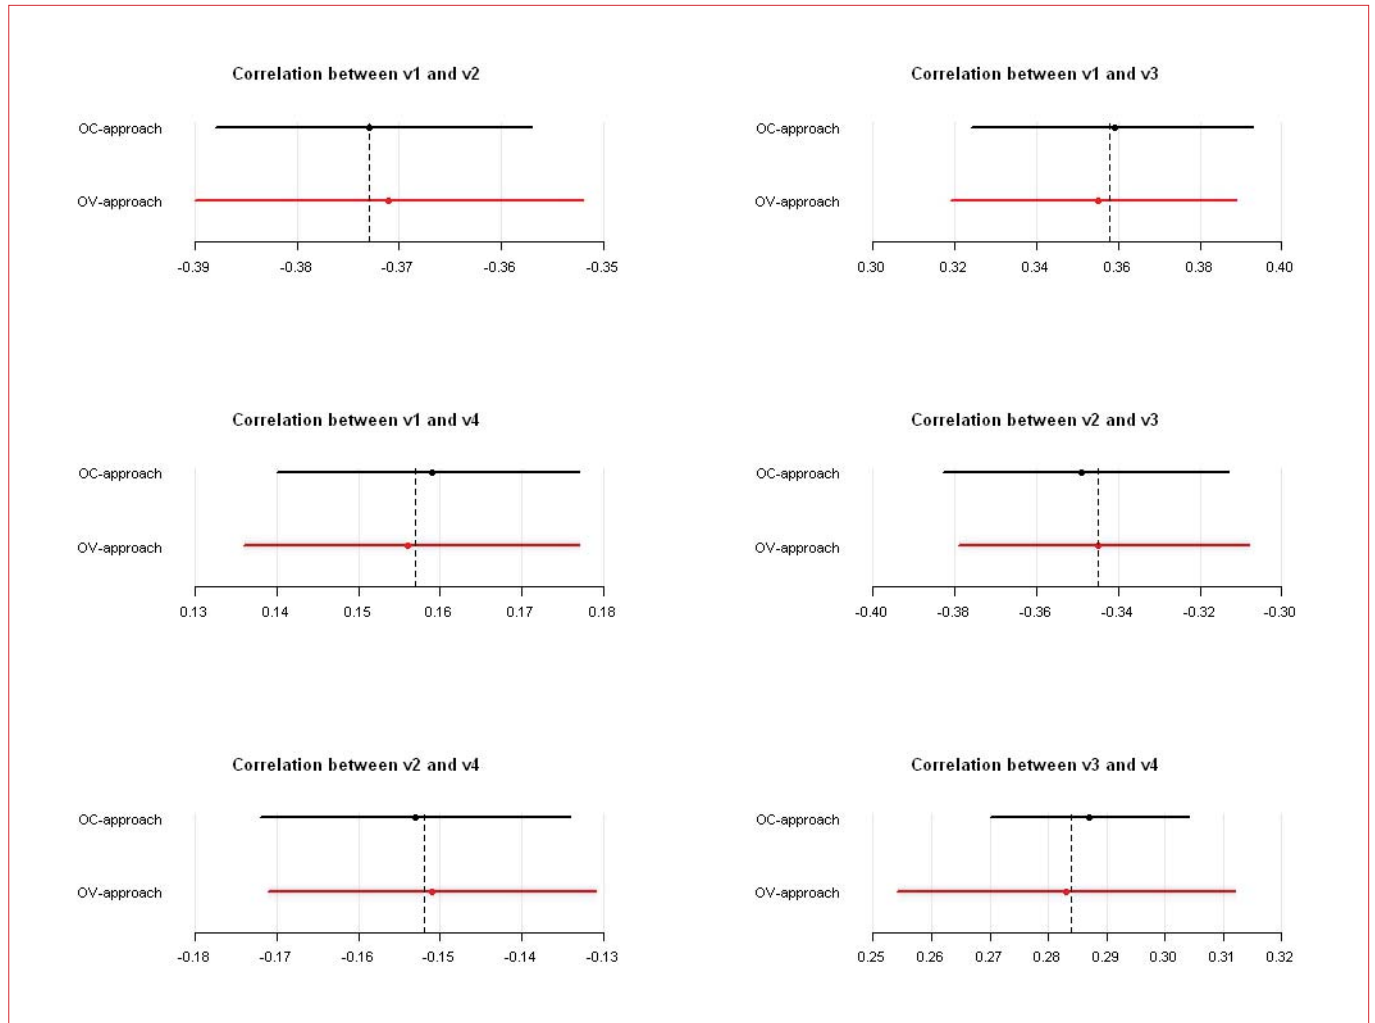 Correlation between v1 and v2
OC-approach
OV-approach
-0.39 -0.38 -0.37 -0.36 -0.35
Correlation between v1 and v3
OC-approach
OV-approach
0.30 0.32 0.34 0.36 0.38 0.40
Correlation between v1 and v4
OC-approach
OV-approach
0.13 0.14 0.15 0.16 0.17 0.18
Correlation between v2 and v3
OC-approach
OV-approach
-0.40 -0.38 -0.36 -0.34 -0.32 -0.30
Correlation between v2 and v4
OC-approach
OV-approach
-0.18 -0.17 -0.16 -0.15 -0.14 -0.13
Correlation between v3 and v4
OC-approach
OV-approach
0.25 0.26 0.27 0.28 0.29 0.30 0.31 0.32